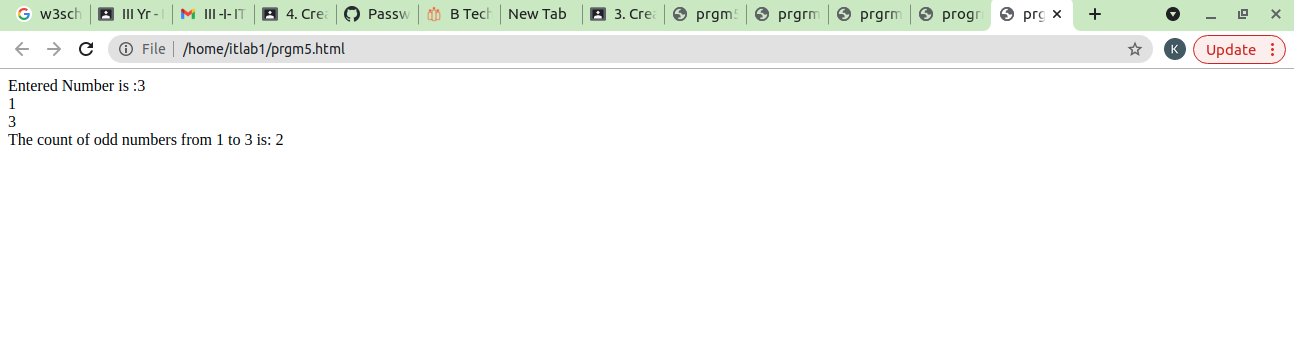 w3sch III Yr - I III -I- IT 4. Crea Passw B Tech New Tab 3. Crea prgm5 prgrm prgrm progr prg
File /home/itlab1/prgm5.html K Update
Entered Number is :3
1
3
The count of odd numbers from 1 to 3 is: 2